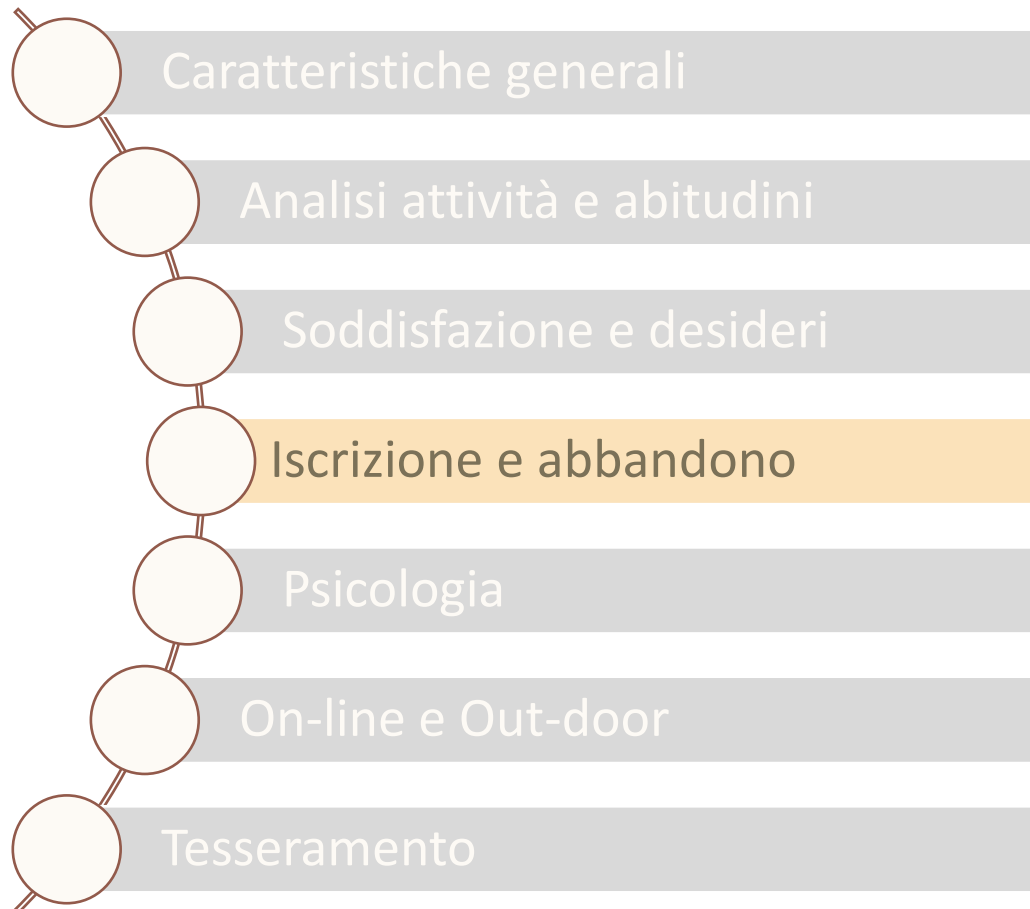 Caratteristiche generali
Analisi attività e abitudini
Soddisfazione e desideri
Iscrizione e abbandono
Psicologia
On-line e Out-door
Tesseramento